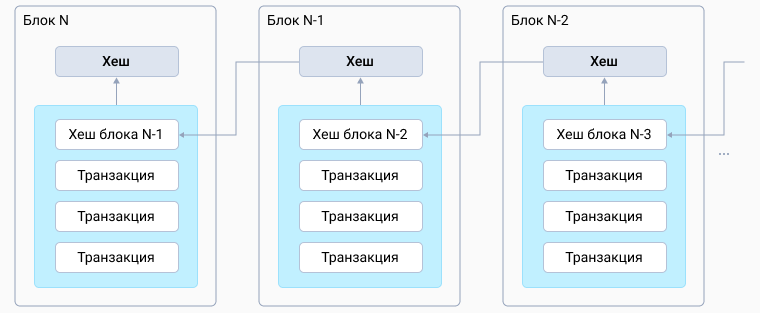 Блок N
Хеш
Хеш блока N-1
Транзакция
Транзакция
Транзакция
Блок N-1
Хеш
Хеш блока N-2
Транзакция
Транзакция
Транзакция
Блок N-2
Хеш
Хеш блока N-3
Транзакция
Транзакция
Транзакция
...